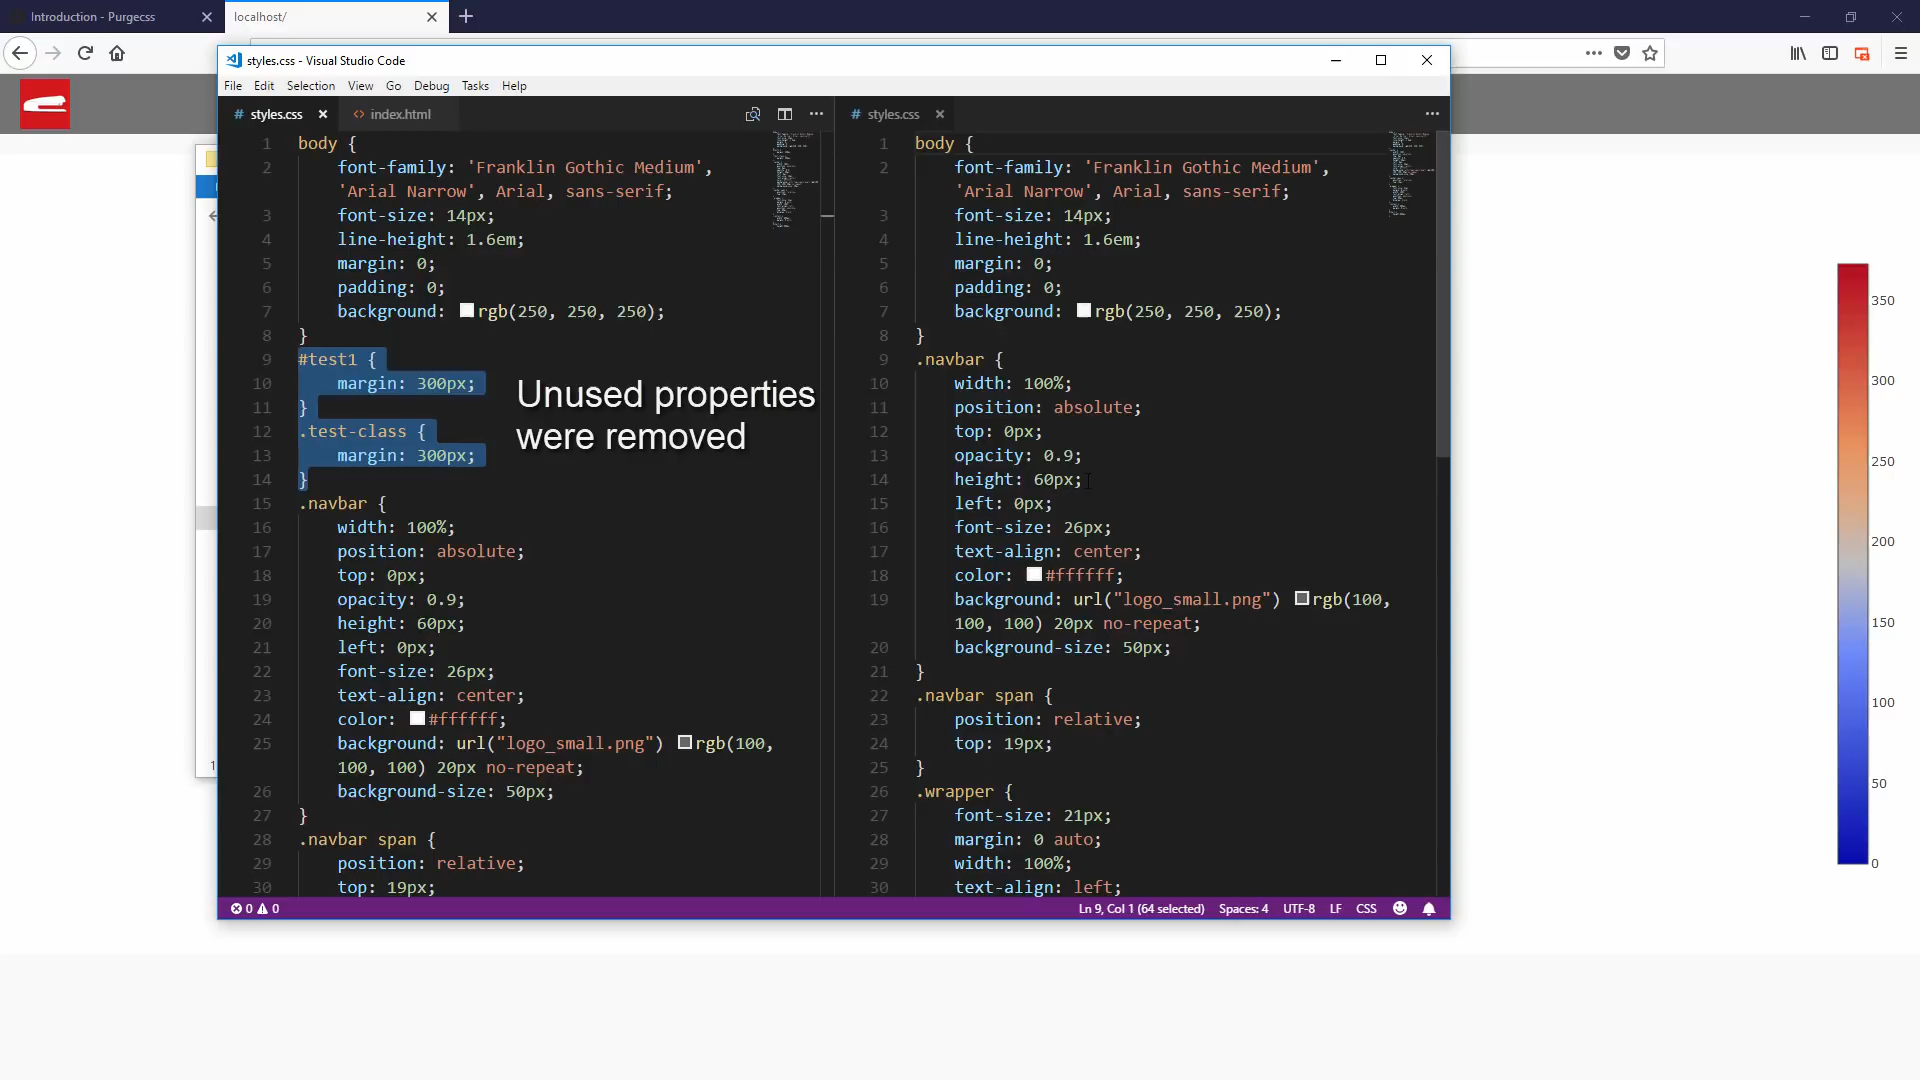 Introduction - Purgecss
localhost/
styles.css - Visual Studio Code
File Edit Selection View Go Debug Tasks Help
# styles.css <> index.html
# styles.css
1 body {
2 font-family: 'Franklin Gothic Medium',
'Arial Narrow', Arial, sans-serif;
3 font-size: 14px;
4 line-height: 1.6em;
5 margin: 0;
6 padding: 0;
7 background: rgb(250, 250, 250);
8 }
9 #test1 {
10 margin: 300px;
11 }
12 .test-class {
13 margin: 300px;
14 }
15 .navbar {
16 width: 100%;
17 position: absolute;
18 top: 0px;
19 opacity: 0.9;
20 height: 60px;
21 left: 0px;
22 font-size: 26px;
23 text-align: center;
24 color: #ffffff;
25 background: url("logo_small.png") rgb(100,
100, 100) 20px no-repeat;
26 background-size: 50px;
27 }
28 .navbar span {
29 position: relative;
30 top: 19px;
Unused properties
were removed
1 body {
2 font-family: 'Franklin Gothic Medium',
'Arial Narrow', Arial, sans-serif;
3 font-size: 14px;
4 line-height: 1.6em;
5 margin: 0;
6 padding: 0;
7 background: rgb(250, 250, 250);
8 }
9 .navbar {
10 width: 100%;
11 position: absolute;
12 top: 0px;
13 opacity: 0.9;
14 height: 60px;
15 left: 0px;
16 font-size: 26px;
17 text-align: center;
18 color: #ffffff;
19 background: url("logo_small.png") rgb(100,
100, 100) 20px no-repeat;
20 background-size: 50px;
21 }
22 .navbar span {
23 position: relative;
24 top: 19px;
25 }
26 .wrapper {
27 font-size: 21px;
28 margin: 0 auto;
29 width: 100%;
30 text-align: left;
0 0
Ln 9, Col 1 (64 selected) Spaces: 4 UTF-8 LF CSS
350
300
250
200
150
100
50
0